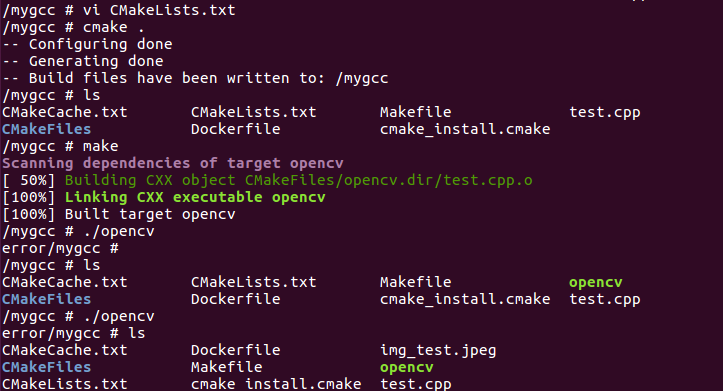 /mygcc # vi CMakeLists.txt
/mygcc # cmake .
-- Configuring done
-- Generating done
-- Build files have been written to: /mygcc
/mygcc # ls
CMakeCache.txt CMakeLists.txt Makefile test.cpp
CMakeFiles Dockerfile cmake_install.cmake
/mygcc # make
Scanning dependencies of target opencv
[ 50%] Building CXX object CMakeFiles/opencv.dir/test.cpp.o
[100%] Linking CXX executable opencv
[100%] Built target opencv
/mygcc # ./opencv
error/mygcc #
/mygcc # ls
CMakeCache.txt CMakeLists.txt Makefile opencv
CMakeFiles Dockerfile cmake_install.cmake test.cpp
/mygcc # ./opencv
error/mygcc # ls
CMakeCache.txt Dockerfile img_test.jpeg
CMakeFiles Makefile opencv
CMakeLists.txt cmake_install.cmake test.cpp